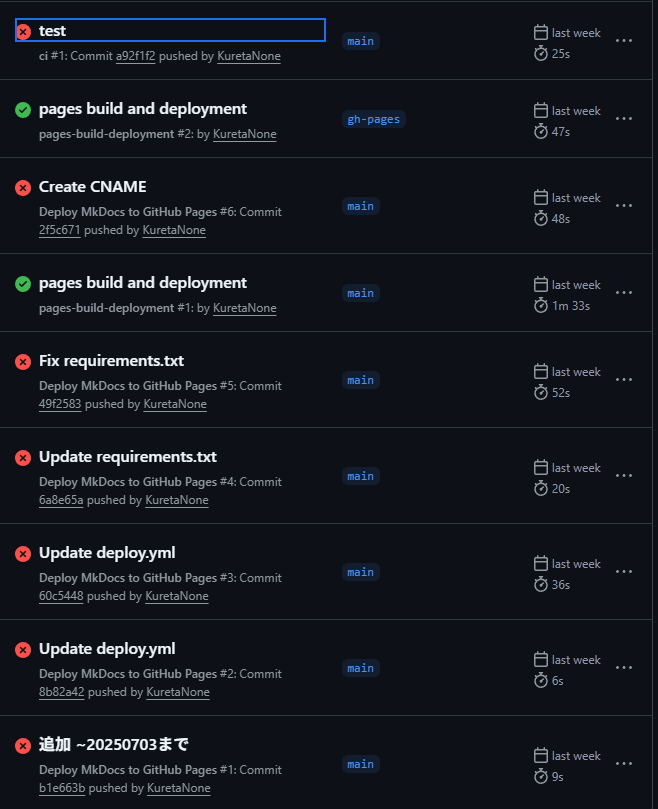 test
ci #1: Commit a92f1f2 pushed by KuretaNone
main
last week
25s
pages build and deployment
pages-build-deployment #2: by KuretaNone
gh-pages
last week
47s
Create CNAME
Deploy MkDocs to GitHub Pages #6: Commit
2f5c671 pushed by KuretaNone
main
last week
48s
pages build and deployment
pages-build-deployment #1: by KuretaNone
main
last week
1m 33s
Fix requirements.txt
Deploy MkDocs to GitHub Pages #5: Commit
49f2583 pushed by KuretaNone
main
last week
52s
Update requirements.txt
Deploy MkDocs to GitHub Pages #4: Commit
6a8e65a pushed by KuretaNone
main
last week
20s
Update deploy.yml
Deploy MkDocs to GitHub Pages #3: Commit
60c5448 pushed by KuretaNone
main
last week
36s
Update deploy.yml
Deploy MkDocs to GitHub Pages #2: Commit
8b82a42 pushed by KuretaNone
main
last week
6s
追加 ~20250703まで
Deploy MkDocs to GitHub Pages #1: Commit
b1e663b pushed by KuretaNone
main
last week
9s